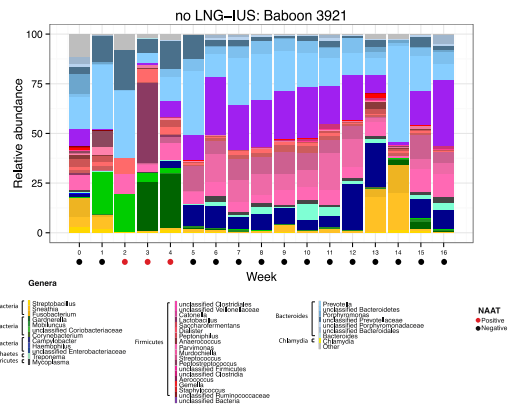 no LNG-IUS: Baboon 3921
Relative abundance
100
75
50
25
0
0 1 2 3 4 5 6 7 8 9 10 11 12 13 14 15 16
Week
Genera
Streptobacillus
Sneathia
Fusobacterium
Gardnerella
Mobiluncus
unclassified Coriobacteriaceae
Corynebacterium
Campylobacter
Haemophilus
unclassified Enterobacteriaceae
Treponema
Mycoplasma
Firmicutes
unclassified Clostridiales
unclassified Veillonellaceae
Catonella
Lactobacillus
Saccharofermentans
Dialister
Peptoniphilus
Anaerococcus
Parvimonas
Murdochiella
Streptococcus
Peptostreptococcus
unclassified Firmicutes
unclassified Clostridia
Aerococcus
Gemella
Staphylococcus
unclassified Ruminococcaceae
unclassified Bacteria
Bacteroides
Prevotella
unclassified Bacteroidetes
Porphyromonas
unclassified Prevotellaceae
unclassified Porphyromonadaceae
unclassified Bacteroidales
Bacteroides
Chlamydia
Chlamydia
Other
NAAT
Positive
Negative